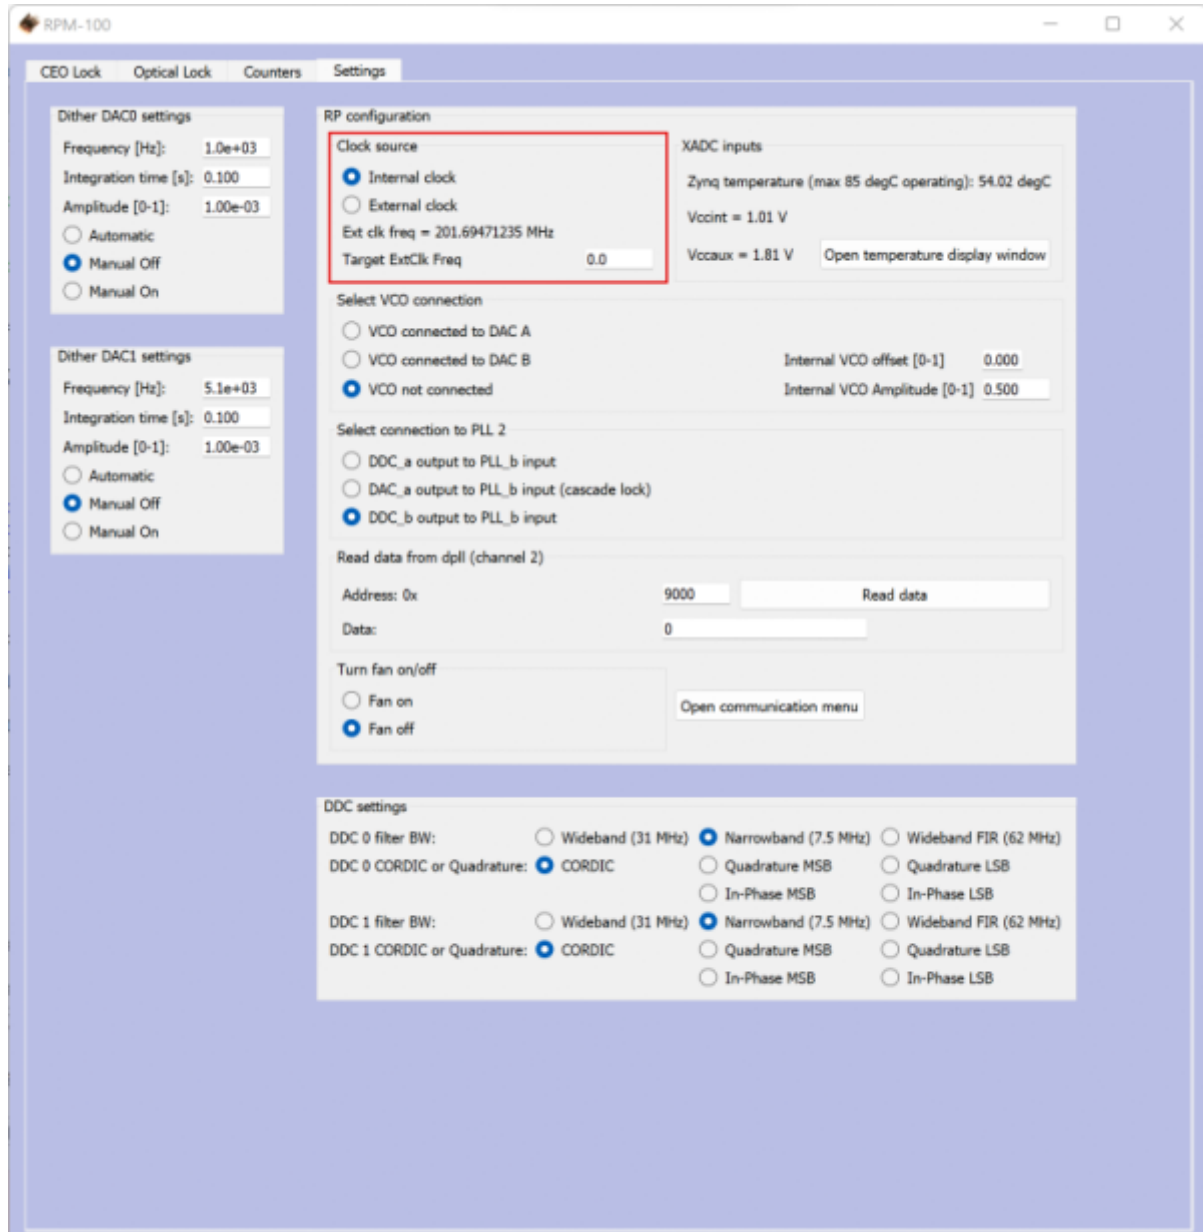 RPM-100
CEO Lock Optical Lock Counters Settings
Dither DAC0 settings
Frequency [Hz]: 1.0e+03
Integration time [s]: 0.100
Amplitude [0-1]: 1.00e-03
Automatic
Manual Off
Manual On
Dither DAC1 settings
Frequency [Hz]: 5.1e+03
Integration time [s]: 0.100
Amplitude [0-1]: 1.00e-03
Automatic
Manual Off
Manual On
RP configuration
Clock source
Internal clock
External clock
Ext clk freq = 201.69471235 MHz
Target ExtClk Freq 0.0
XADC inputs
Zynq temperature (max 85 degC operating): 54.02 degC
Vccint = 1.01 V
Vccaux = 1.81 V Open temperature display window
Select VCO connection
VCO connected to DAC A
VCO connected to DAC B Internal VCO offset [0-1] 0.000
VCO not connected Internal VCO Amplitude [0-1] 0.500
Select connection to PLL 2
DDC_a output to PLL_b input
DAC_a output to PLL_b input (cascade lock)
DDC_b output to PLL_b input
Read data from dpll (channel 2)
Address: 0x 9000 Read data
Data: 0
Turn fan on/off
Fan on
Fan off
Open communication menu
DDC settings
DDC 0 filter BW: Wideband (31 MHz) Narrowband (7.5 MHz) Wideband FIR (62 MHz)
DDC 0 CORDIC or Quadrature: CORDIC Quadrature MSB Quadrature LSB
In-Phase MSB In-Phase LSB
DDC 1 filter BW: Wideband (31 MHz) Narrowband (7.5 MHz) Wideband FIR (62 MHz)
DDC 1 CORDIC or Quadrature: CORDIC Quadrature MSB Quadrature LSB
In-Phase MSB In-Phase LSB